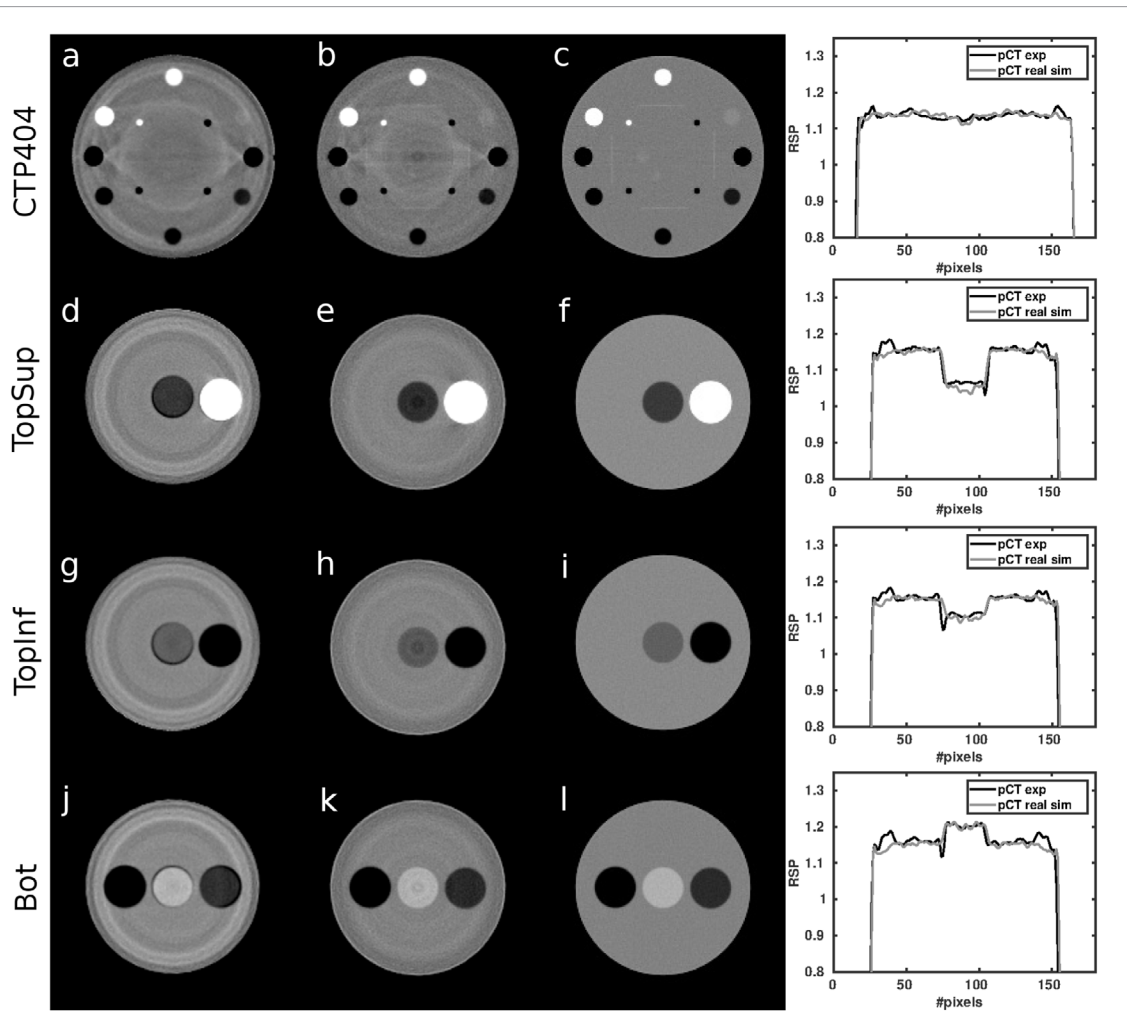 CTP404
a
b
c
1.3
1.2
1.1
1
0.9
0.8
RSP
pCT exp
pCT real sim
0
50
100
150
#pixels
TopSup
d
e
f
1.3
1.2
1.1
1
0.9
0.8
RSP
pCT exp
pCT real sim
0
50
100
150
#pixels
TopInf
g
h
i
1.3
1.2
1.1
1
0.9
0.8
RSP
pCT exp
pCT real sim
0
50
100
150
#pixels
Bot
j
k
l
1.3
1.2
1.1
1
0.9
0.8
RSP
pCT exp
pCT real sim
0
50
100
150
#pixels